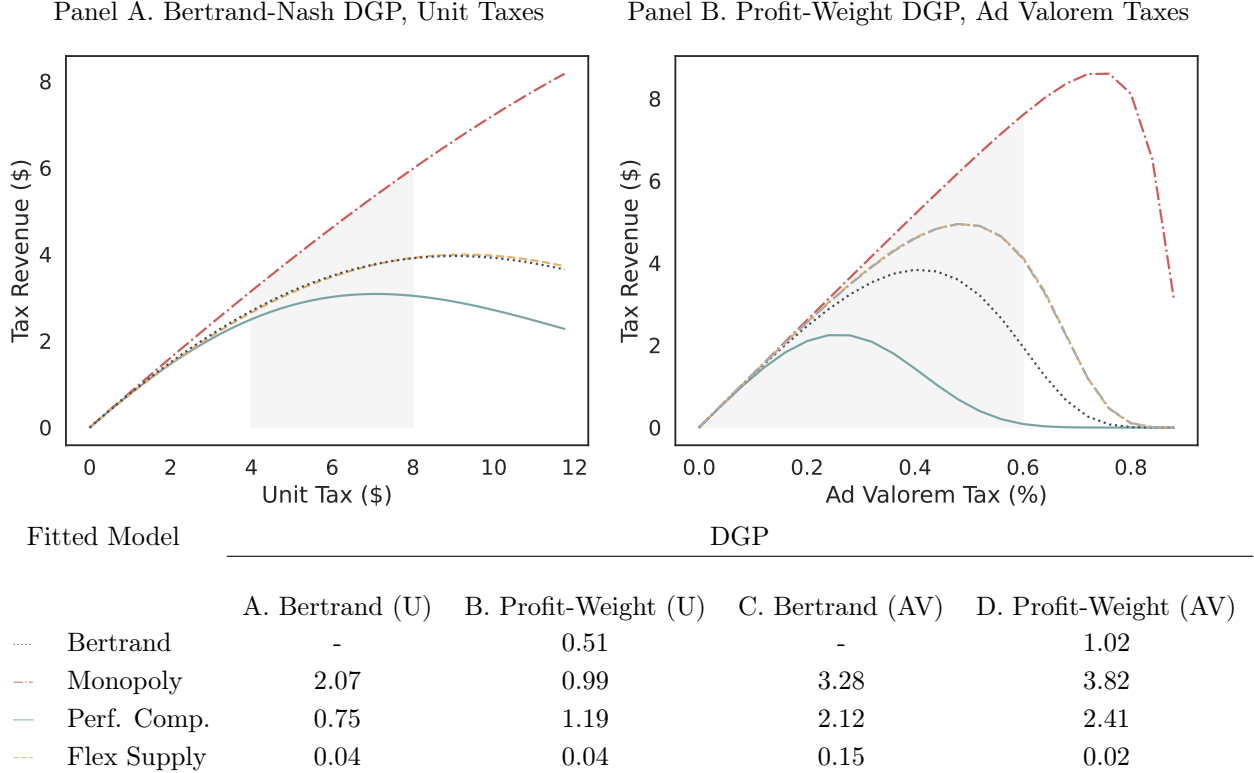 Panel A. Bertrand-Nash DGP, Unit Taxes
Panel B. Profit-Weight DGP, Ad Valorem Taxes
Tax Revenue ($)
8
6
4
2
0
0 2 4 6 8 10 12
Unit Tax ($)
Tax Revenue ($)
8
6
4
2
0
0.0 0.2 0.4 0.6 0.8
Ad Valorem Tax (%)
Fitted Model DGP
A. Bertrand (U) B. Profit-Weight (U) C. Bertrand (AV) D. Profit-Weight (AV)
Bertrand - 0.51 - 1.02
Monopoly 2.07 0.99 3.28 3.82
Perf. Comp. 0.75 1.19 2.12 2.41
Flex Supply 0.04 0.04 0.15 0.02